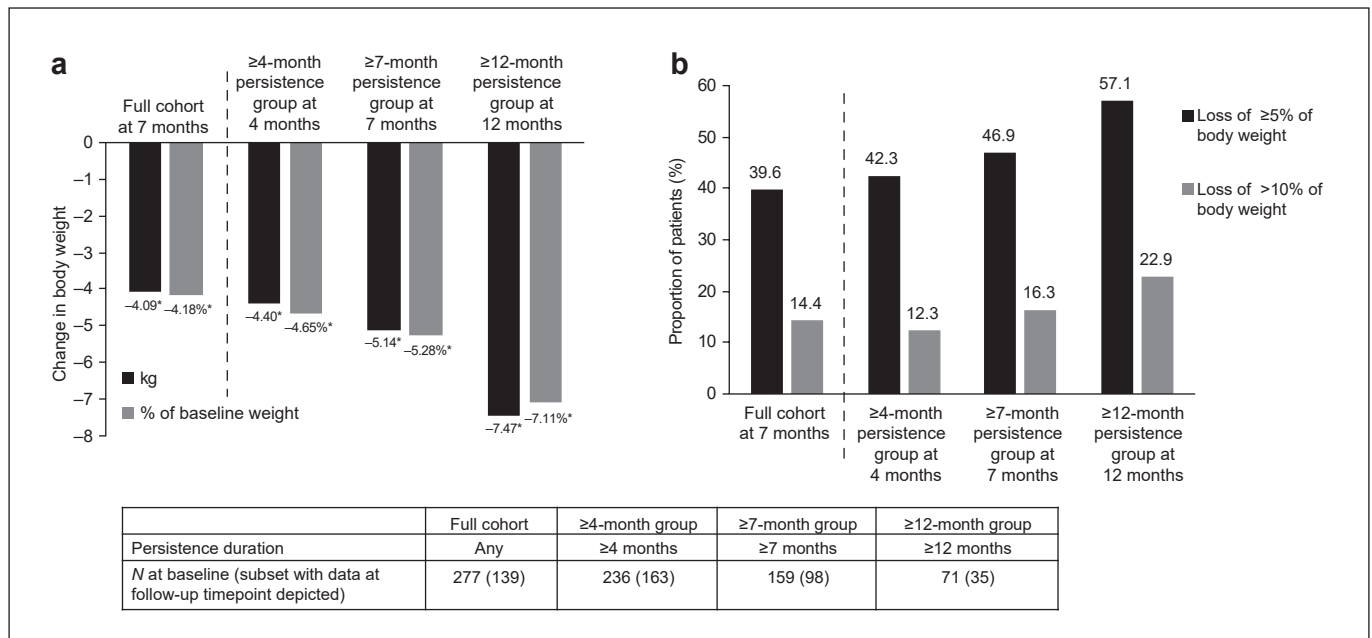 a
Full cohort
at 7 months
≥4-month
persistence
group at
4 months
≥7-month
persistence
group at
7 months
≥12-month
persistence
group at
12 months
Change in body weight
0
–1
–2
–3
–4
–5
–6
–7
–8
–4.09*
–4.18%*
–4.40*
–4.65%*
–5.14*
–5.28%*
–7.47*
–7.11%*
kg
% of baseline weight
b
Proportion of patients (%)
60
50
40
30
20
10
0
39.6
14.4
42.3
12.3
46.9
16.3
57.1
22.9
Loss of ≥5% of
body weight
Loss of >10% of
body weight
Full cohort
at 7 months
≥4-month
persistence
group at
4 months
≥7-month
persistence
group at
7 months
≥12-month
persistence
group at
12 months
Full cohort ≥4-month group ≥7-month group ≥12-month group
Persistence duration Any ≥4 months ≥7 months ≥12 months
N at baseline (subset with data at
follow-up timepoint depicted) 277 (139) 236 (163) 159 (98) 71 (35)